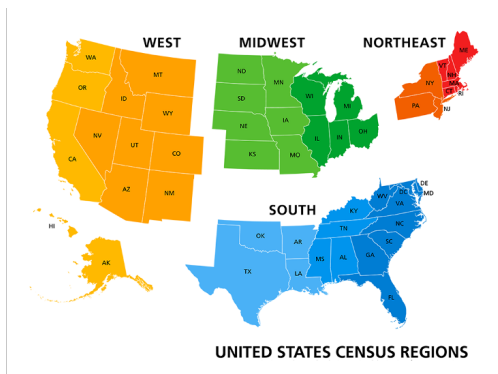 WEST
MIDWEST
NORTHEAST
WA
MT
OR
ID
WY
NV
UT
CO
CA
AZ
NM
HI
AK
ND
MN
SD
WI
MI
NE
IA
IL
IN
OH
KS
MO
ME
VT
NH
NY
MA
CT
RI
PA
NJ
SOUTH
DE
MD
WV
DC
VA
KY
NC
TN
OK
AR
SC
MS
AL
GA
TX
LA
FL
UNITED STATES CENSUS REGIONS